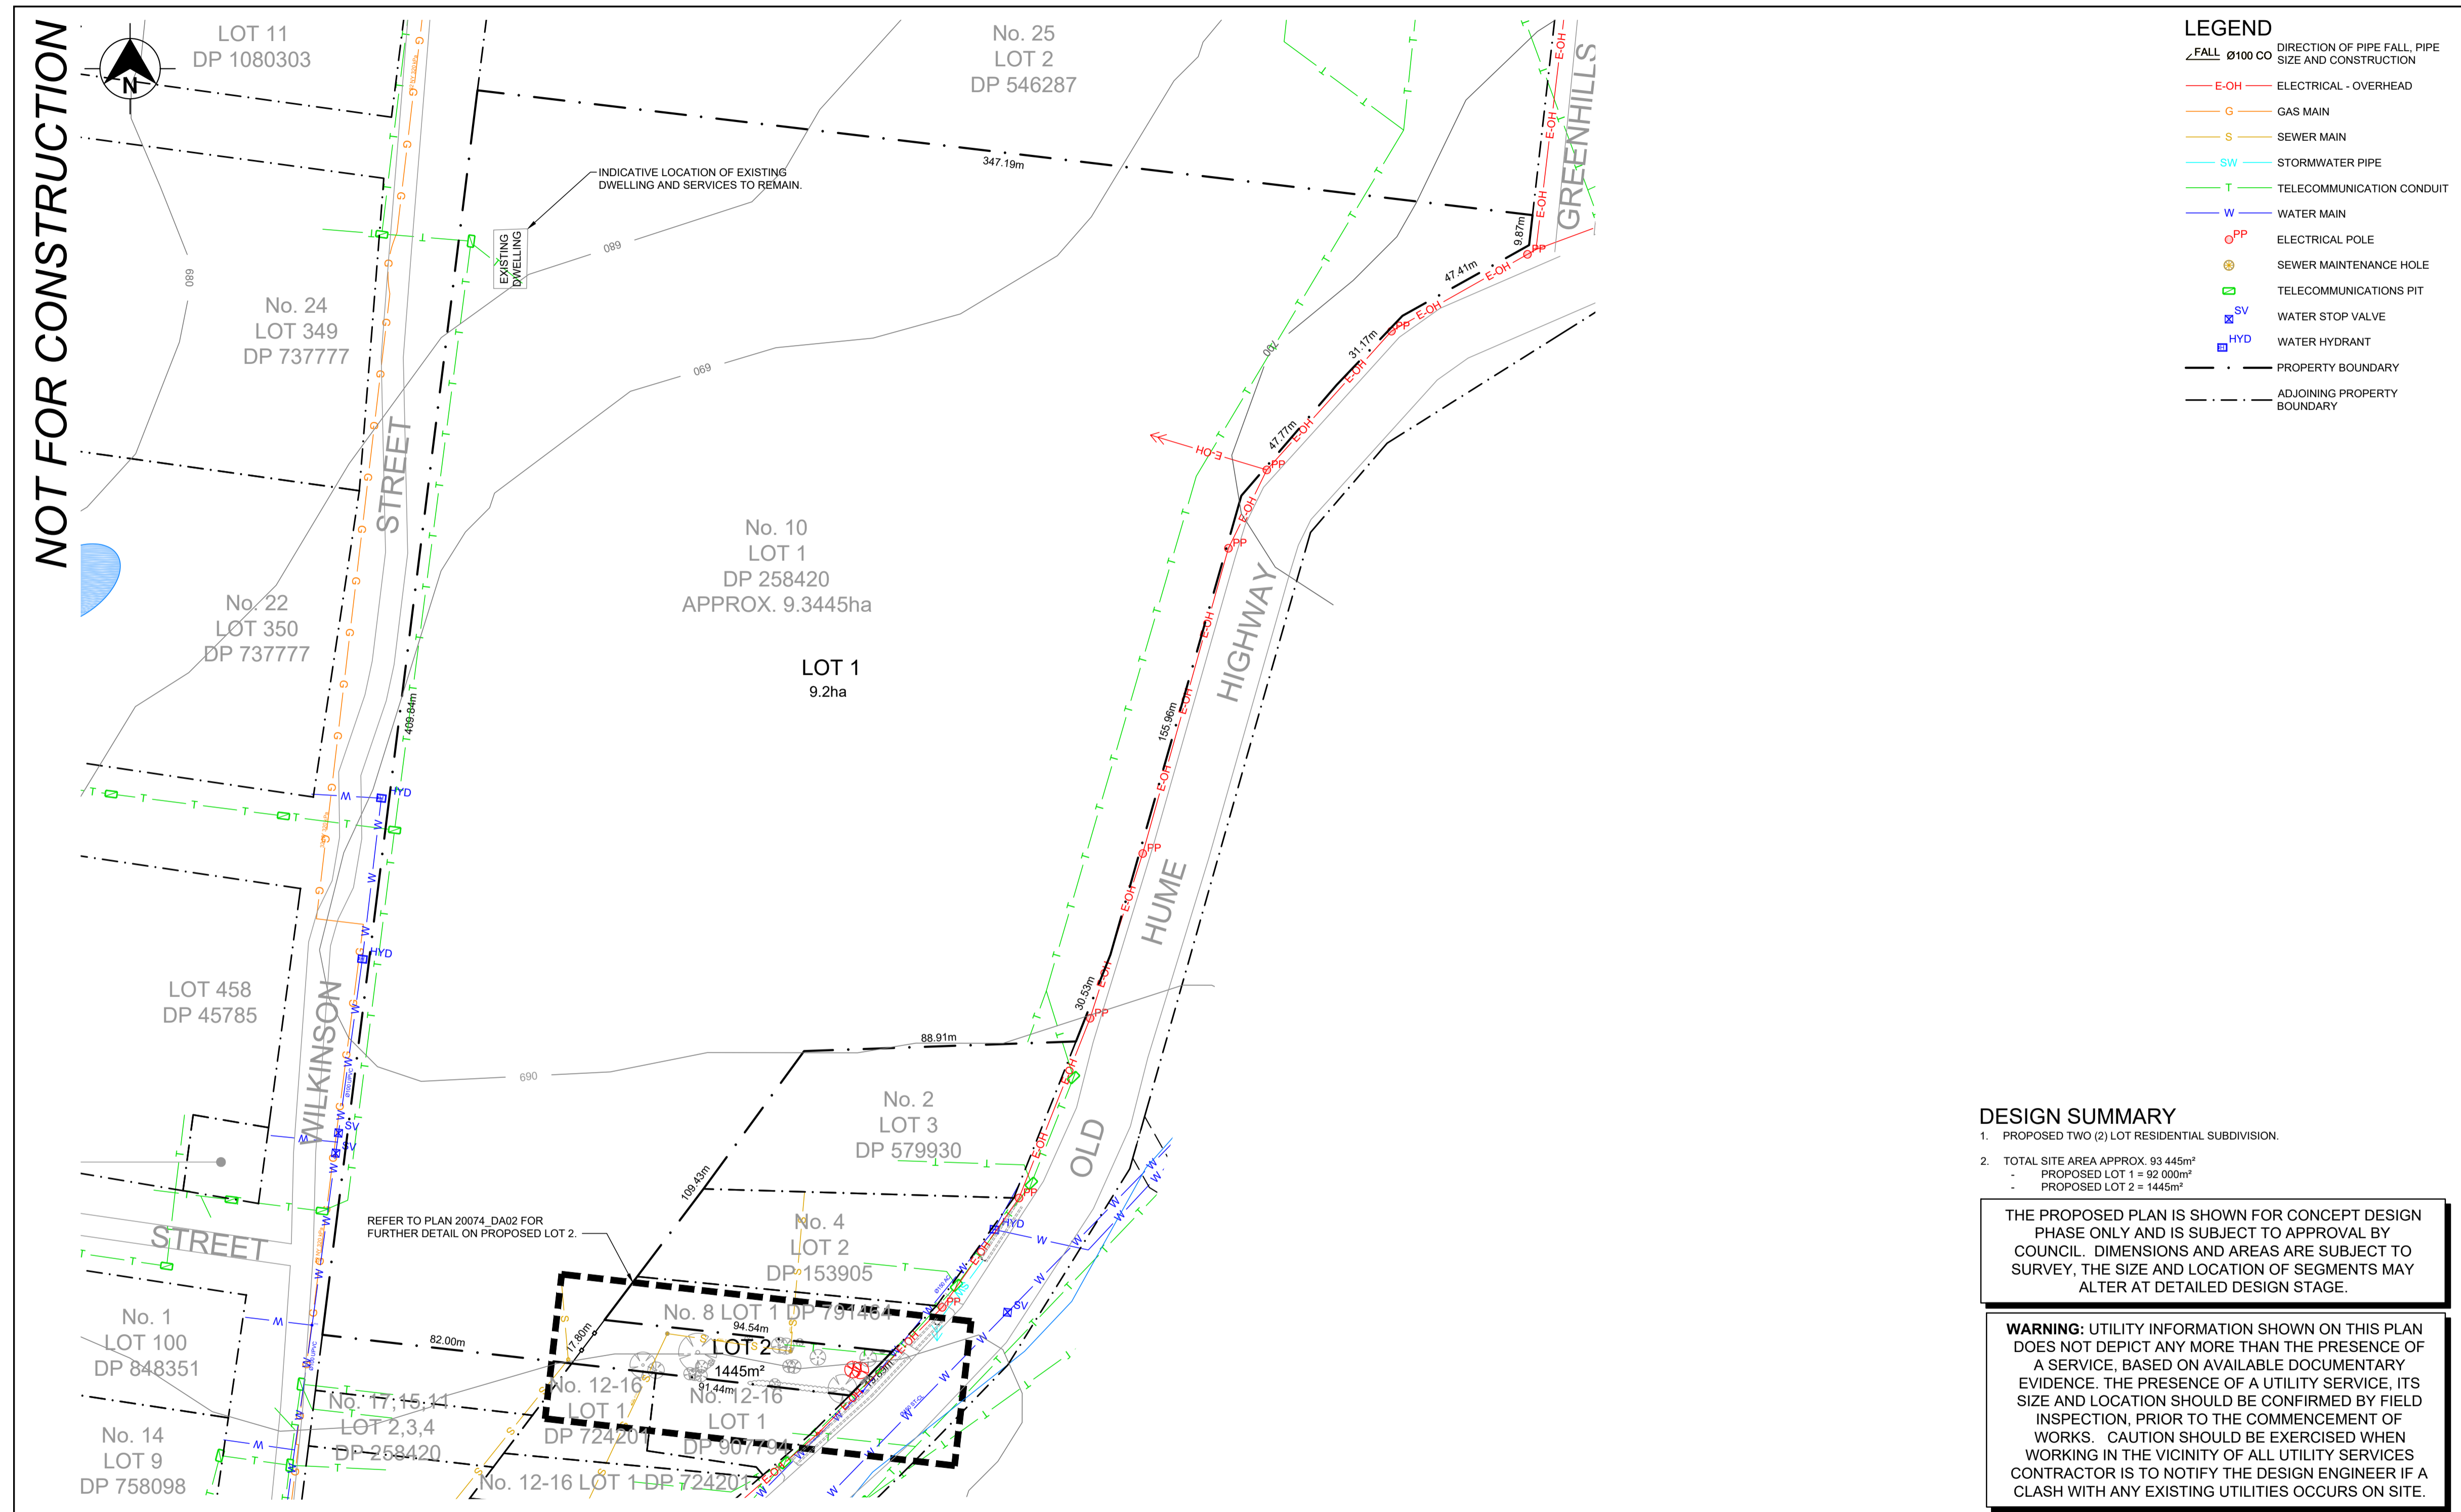 NOT FOR CONSTRUCTION
N
LOT 11
DP 1080303
No. 25
LOT 2
DP 546287
GREENHILLS
347.19m
INDICATIVE LOCATION OF EXISTING
DWELLING AND SERVICES TO REMAIN.
EXISTING
DWELLING
680
680
690
700
9.87m
47.41m
31.17m
47.77m
No. 24
LOT 349
DP 737777
STREET
No. 10
LOT 1
DP 258420
APPROX. 9.3445ha
LOT 1
9.2ha
No. 22
LOT 350
DP 737777
409.84m
155.96m
HIGHWAY
HUME
OLD
30.53m
88.91m
LOT 458
DP 45785
WILKINSON
690
No. 2
LOT 3
DP 579930
109.43m
REFER TO PLAN 20074_DA02 FOR
FURTHER DETAIL ON PROPOSED LOT 2.
STREET
No. 4
LOT 2
DP 153905
No. 8 LOT 1 DP 791464
94.54m
17.80m
82.00m
LOT 2
1445m²
91.44m
No. 1
LOT 100
DP 848351
No. 17,15,11
LOT 2,3,4
DP 258420
No. 12-16
LOT 1
DP 724201
No. 12-16
LOT 1
DP 907794
No. 14
LOT 9
DP 758098
No. 12-16 LOT 1 DP 724201
E-OH
PP
HYD
SV
LEGEND
FALL Ø100 CO DIRECTION OF PIPE FALL, PIPE
SIZE AND CONSTRUCTION
E-OH ELECTRICAL - OVERHEAD
G GAS MAIN
S SEWER MAIN
SW STORMWATER PIPE
T TELECOMMUNICATION CONDUIT
W WATER MAIN
PP ELECTRICAL POLE
SEWER MAINTENANCE HOLE
TELECOMMUNICATIONS PIT
SV WATER STOP VALVE
HYD WATER HYDRANT
PROPERTY BOUNDARY
ADJOINING PROPERTY
BOUNDARY
DESIGN SUMMARY
1. PROPOSED TWO (2) LOT RESIDENTIAL SUBDIVISION.
2. TOTAL SITE AREA APPROX. 93 445m²
- PROPOSED LOT 1 = 92 000m²
- PROPOSED LOT 2 = 1445m²
THE PROPOSED PLAN IS SHOWN FOR CONCEPT DESIGN
PHASE ONLY AND IS SUBJECT TO APPROVAL BY
COUNCIL. DIMENSIONS AND AREAS ARE SUBJECT TO
SURVEY, THE SIZE AND LOCATION OF SEGMENTS MAY
ALTER AT DETAILED DESIGN STAGE.
WARNING: UTILITY INFORMATION SHOWN ON THIS PLAN
DOES NOT DEPICT ANY MORE THAN THE PRESENCE OF
A SERVICE, BASED ON AVAILABLE DOCUMENTARY
EVIDENCE. THE PRESENCE OF A UTILITY SERVICE, ITS
SIZE AND LOCATION SHOULD BE CONFIRMED BY FIELD
INSPECTION, PRIOR TO THE COMMENCEMENT OF
WORKS. CAUTION SHOULD BE EXERCISED WHEN
WORKING IN THE VICINITY OF ALL UTILITY SERVICES
CONTRACTOR IS TO NOTIFY THE DESIGN ENGINEER IF A
CLASH WITH ANY EXISTING UTILITIES OCCURS ON SITE.